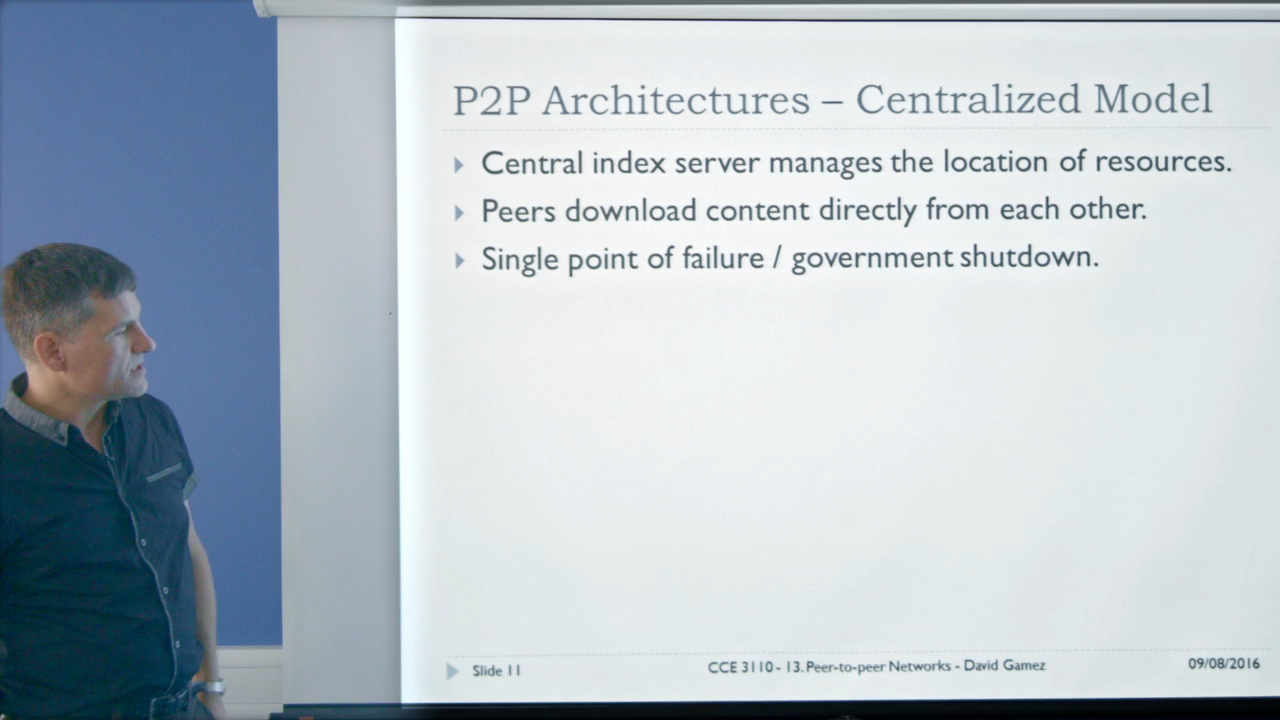 P2P Architectures – Centralized Model
Central index server manages the location of resources.
Peers download content directly from each other.
Single point of failure / government shutdown.
Slide 11
CCE 3110 - 13. Peer-to-peer Networks - David Gamez
09/08/2016